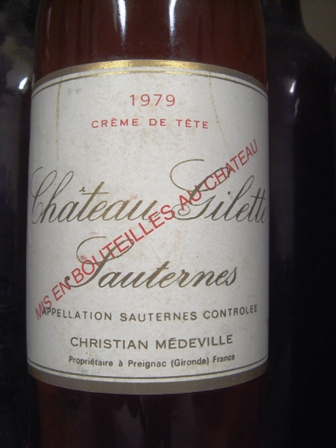 1979
CRÈME DE TÊTE
Château Gilette
MIS EN BOUTEILLES AU CHATEAU
Sauternes
APPELLATION SAUTERNES CONTROLÉE
CHRISTIAN MÉDEVILLE
Propriétaire à Preignac (Gironde) France